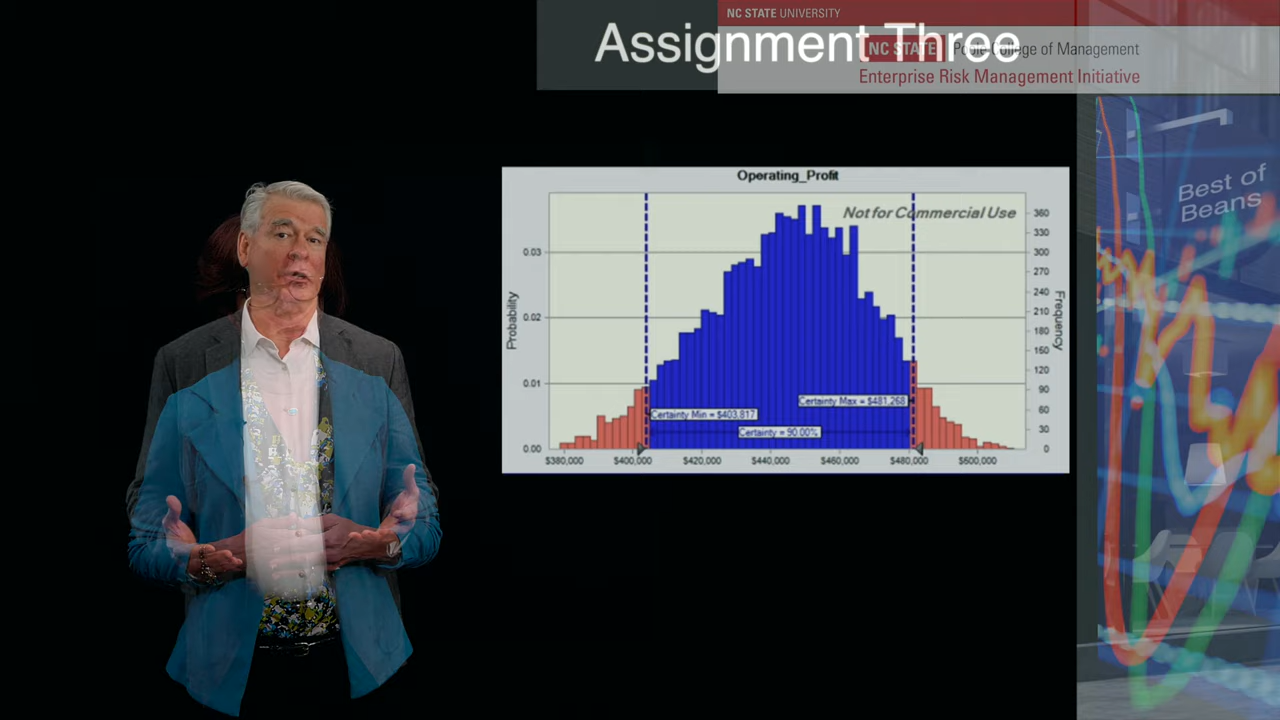 NC STATE UNIVERSITY
Assignment Three
NC STATE Poole College of Management
Enterprise Risk Management Initiative
Best of
Beans
Operating_Profit
Not for Commercial Use
Probability
0.03
0.02
0.01
0.00
Frequency
360
330
300
270
240
210
180
150
120
90
60
30
0
Certainty Max = $481,268
Certainty Min = $403,817
Certainty = 90.00%
$380,000 $400,000 $420,000 $440,000 $460,000 $480,000 $500,000